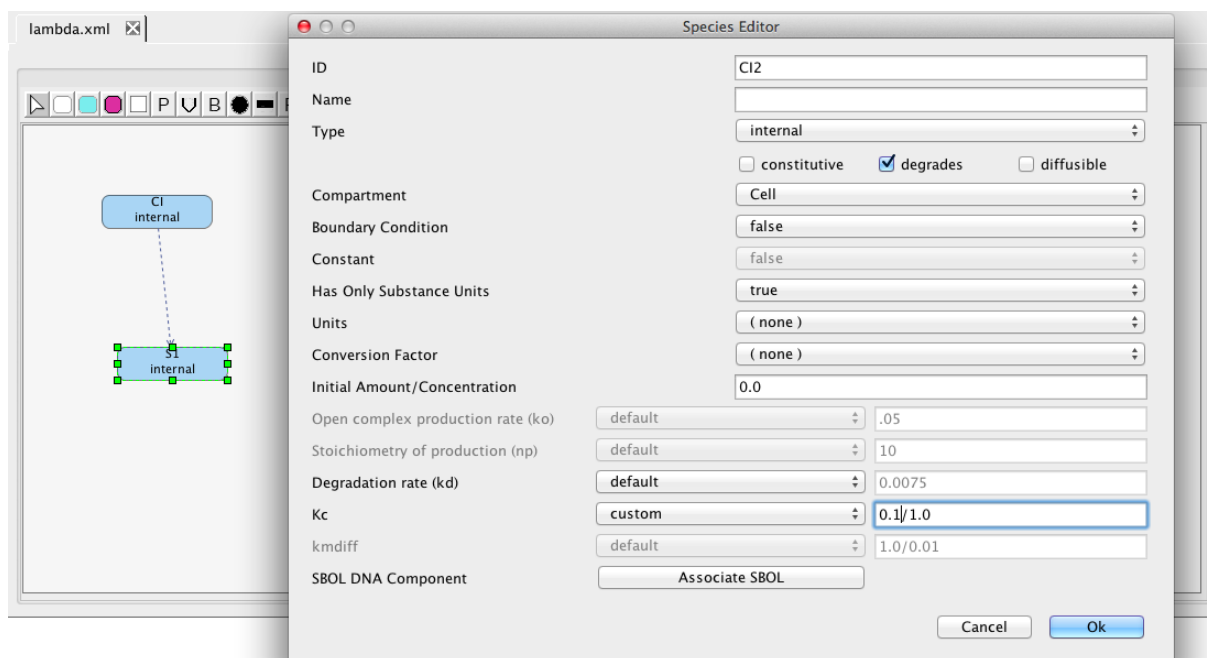 lambda.xml
Species Editor
P V B
CI
internal
S1
internal
ID CI2
Name
Type internal
constitutive degrades diffusible
Compartment Cell
Boundary Condition false
Constant false
Has Only Substance Units true
Units ( none )
Conversion Factor ( none )
Initial Amount/Concentration 0.0
Open complex production rate (ko) default .05
Stoichiometry of production (np) default 10
Degradation rate (kd) default 0.0075
Kc custom 0.1/1.0
kmdiff default 1.0/0.01
SBOL DNA Component Associate SBOL
Cancel Ok